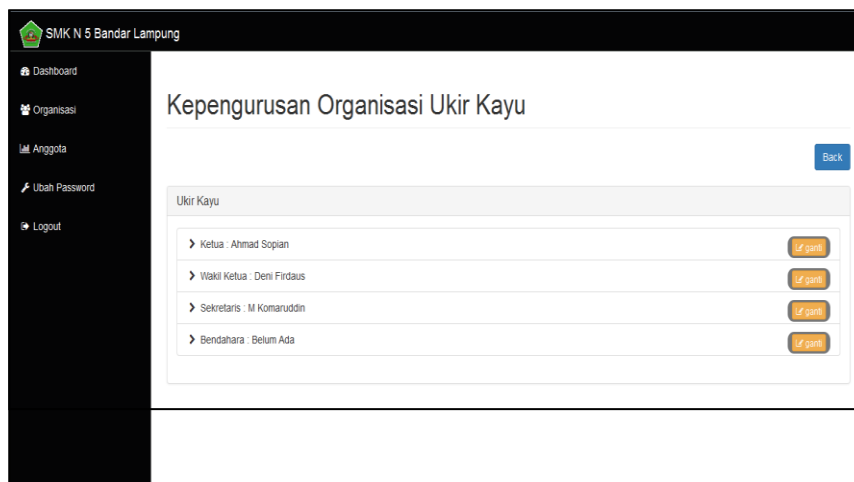 SMK N 5 Bandar Lampung
Dashboard
Organisasi
Anggota
Ubah Password
Logout
Kepengurusan Organisasi Ukir Kayu
Back
Ukir Kayu
Ketua : Ahmad Sopian
ganti
Wakil Ketua : Deni Firdaus
ganti
Sekretaris : M Komaruddin
ganti
Bendahara : Belum Ada
ganti